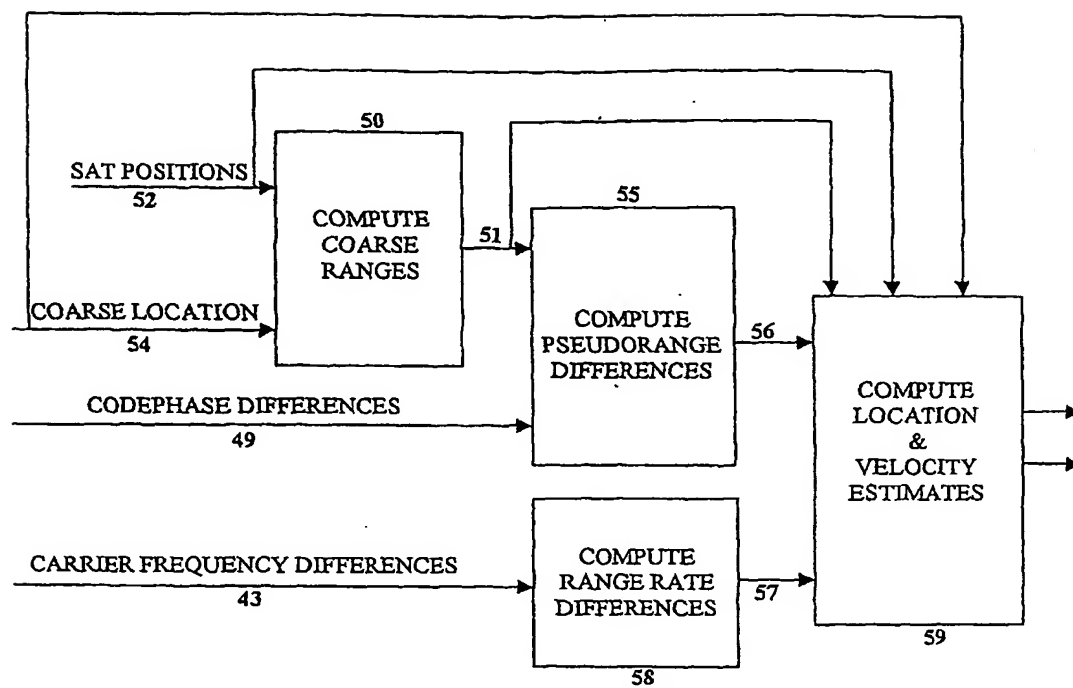 50
SAT POSITIONS
52
COMPUTE
COARSE
RANGES
51
55
COARSE LOCATION
54
COMPUTE
PSEUDORANGE
DIFFERENCES
56
CODEPHASE DIFFERENCES
49
COMPUTE
LOCATION
&
VELOCITY
ESTIMATES
CARRIER FREQUENCY DIFFERENCES
43
COMPUTE
RANGE RATE
DIFFERENCES
57
58
59